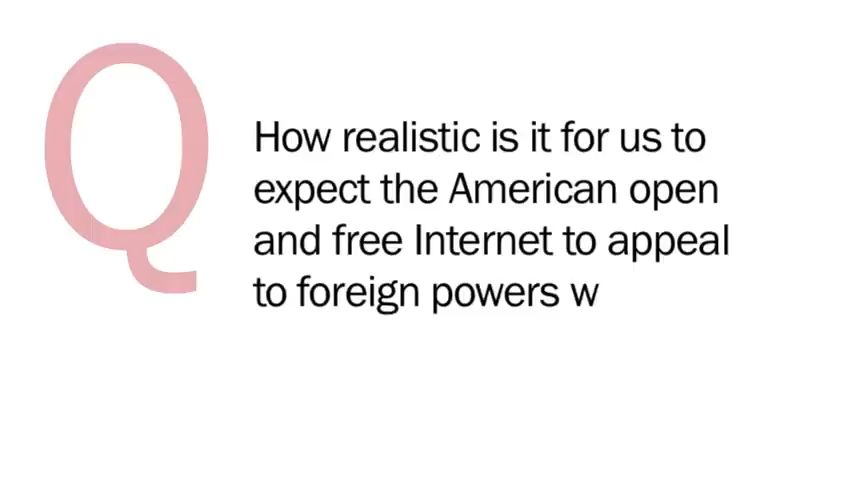 Q
How realistic is it for us to
expect the American open
and free Internet to appeal
to foreign powers w